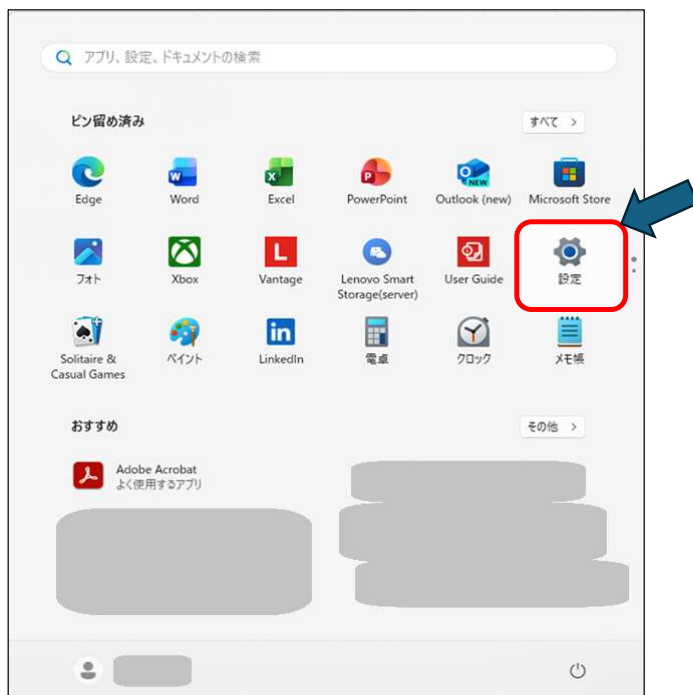 アプリ、設定、ドキュメントの検索
ピン留め済み
すべて >
Edge
Word
Excel
PowerPoint
Outlook (new)
Microsoft Store
フォト
Xbox
Vantage
Lenovo Smart
Storage(server)
User Guide
設定
Solitaire &
Casual Games
ペイント
LinkedIn
電卓
クロック
メモ帳
おすすめ
その他 >
Adobe Acrobat
よく使用するアプリ